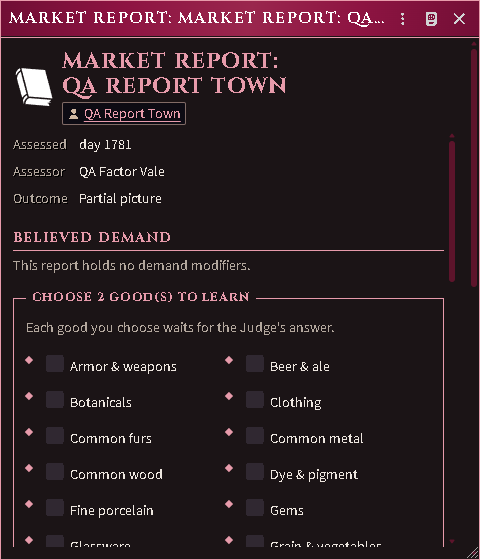 MARKET REPORT: MARKET REPORT: QA...
MARKET REPORT:
QA REPORT TOWN
QA Report Town
Assessed day 1781
Assessor QA Factor Vale
Outcome Partial picture
BELIEVED DEMAND
This report holds no demand modifiers.
CHOOSE 2 GOOD(S) TO LEARN
Each good you choose waits for the Judge's answer.
Armor & weapons Beer & ale
Botanicals Clothing
Common furs Common metal
Common wood Dye & pigment
Fine porcelain Gems
Glassware Grain & vegetables